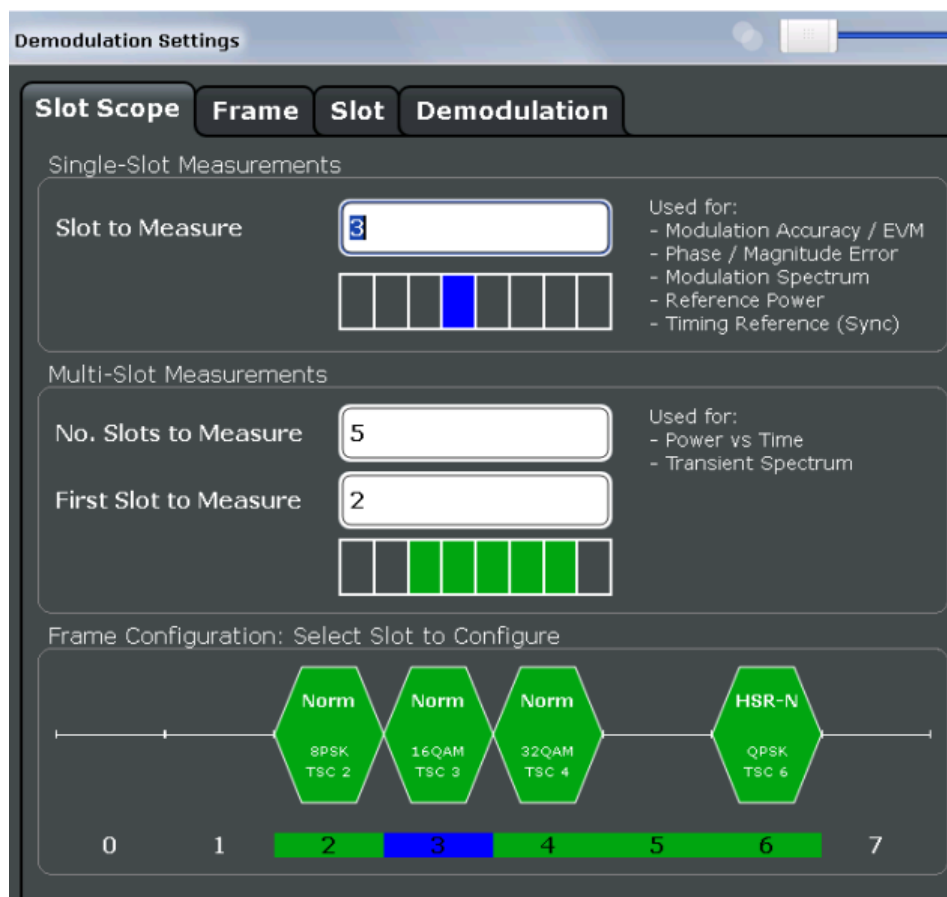 Demodulation Settings
Slot Scope Frame Slot Demodulation
Single-Slot Measurements
Slot to Measure 3
Used for:
- Modulation Accuracy / EVM
- Phase / Magnitude Error
- Modulation Spectrum
- Reference Power
- Timing Reference (Sync)
Multi-Slot Measurements
No. Slots to Measure 5
First Slot to Measure 2
Used for:
- Power vs Time
- Transient Spectrum
Frame Configuration: Select Slot to Configure
Norm Norm Norm HSR-N
8PSK 16QAM 32QAM QPSK
TSC 2 TSC 3 TSC 4 TSC 6
0 1 2 3 4 5 6 7